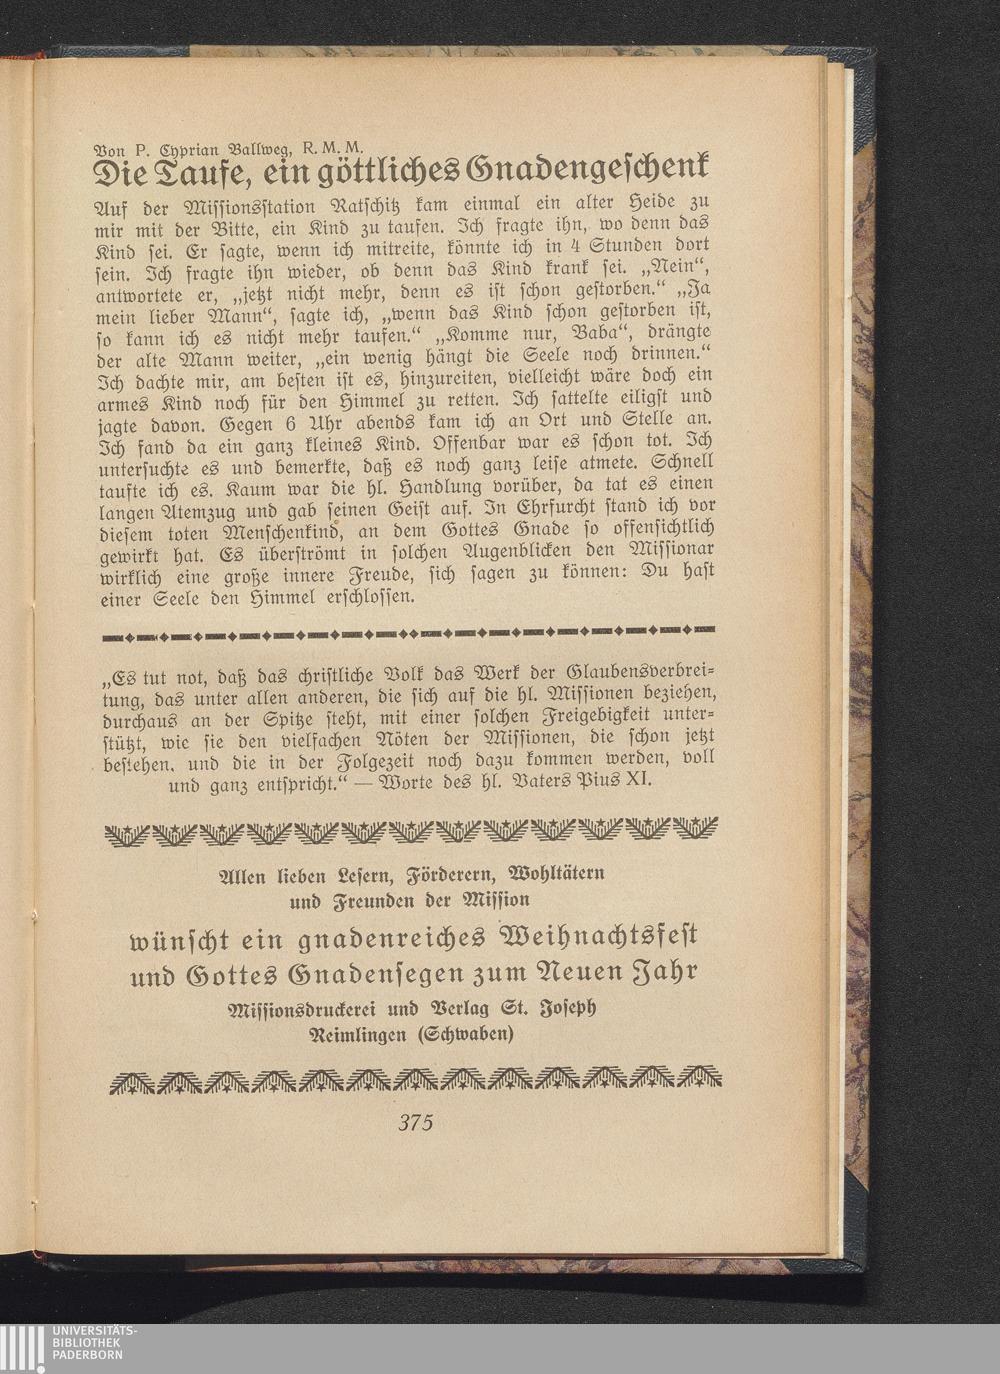 Von P. Cyprian Ballweg, R. M. M.
Die Taufe, ein göttliches Gnadengeschenk
Auf der Missionsstation Ratschitz kam einmal ein alter Heide zu
mir mit der Bitte, ein Kind zu taufen. Ich fragte ihn, wo denn das
Kind sei. Er sagte, wenn ich mitreite, könnte ich in 4 Stunden dort
sein. Ich fragte ihn wieder, ob denn das Kind krank sei. „Nein“,
antwortete er, „jetzt nicht mehr, denn es ist schon gestorben.“ „Ja
mein lieber Mann“, sagte ich, „wenn das Kind schon gestorben ist,
so kann ich es nicht mehr taufen.“ „Komme nur, Baba“, drängte
der alte Mann weiter, „ein wenig hängt die Seele noch drinnen.“
Ich dachte mir, am besten ist es, hinzureiten, vielleicht wäre doch ein
armes Kind noch für den Himmel zu retten. Ich sattelte eiligst und
jagte davon. Gegen 6 Uhr abends kam ich an Ort und Stelle an.
Ich fand da ein ganz kleines Kind. Offenbar war es schon tot. Ich
untersuchte es und bemerkte, daß es noch ganz leise atmete. Schnell
taufte ich es. Kaum war die hl. Handlung vorüber, da tat es einen
langen Atemzug und gab seinen Geist auf. In Ehrfurcht stand ich vor
diesem toten Menschenkind, an dem Gottes Gnade so offensichtlich
gewirkt hat. Es überströmt in solchen Augenblicken den Missionar
wirklich eine große innere Freude, sich sagen zu können: Du hast
einer Seele den Himmel erschlossen.
„Es tut not, daß das christliche Volk das Werk der Glaubensverbrei-
tung, das unter allen anderen, die sich auf die hl. Missionen beziehen,
durchaus an der Spitze steht, mit einer solchen Freigebigkeit unter-
stützt, wie sie den vielfachen Nöten der Missionen, die schon jetzt
bestehen, und die in der Folgezeit noch dazu kommen werden, voll
und ganz entspricht.“ — Worte des hl. Vaters Pius XI.
Allen lieben Lesern, Förderern, Wohltätern
und Freunden der Mission
wünscht ein gnadenreiches Weihnachtsfest
und Gottes Gnadensegen zum Neuen Jahr
Missionsdruckerei und Verlag St. Joseph
Reimlingen (Schwaben)
375
UNIVERSITÄTS-
BIBLIOTHEK
PADERBORN